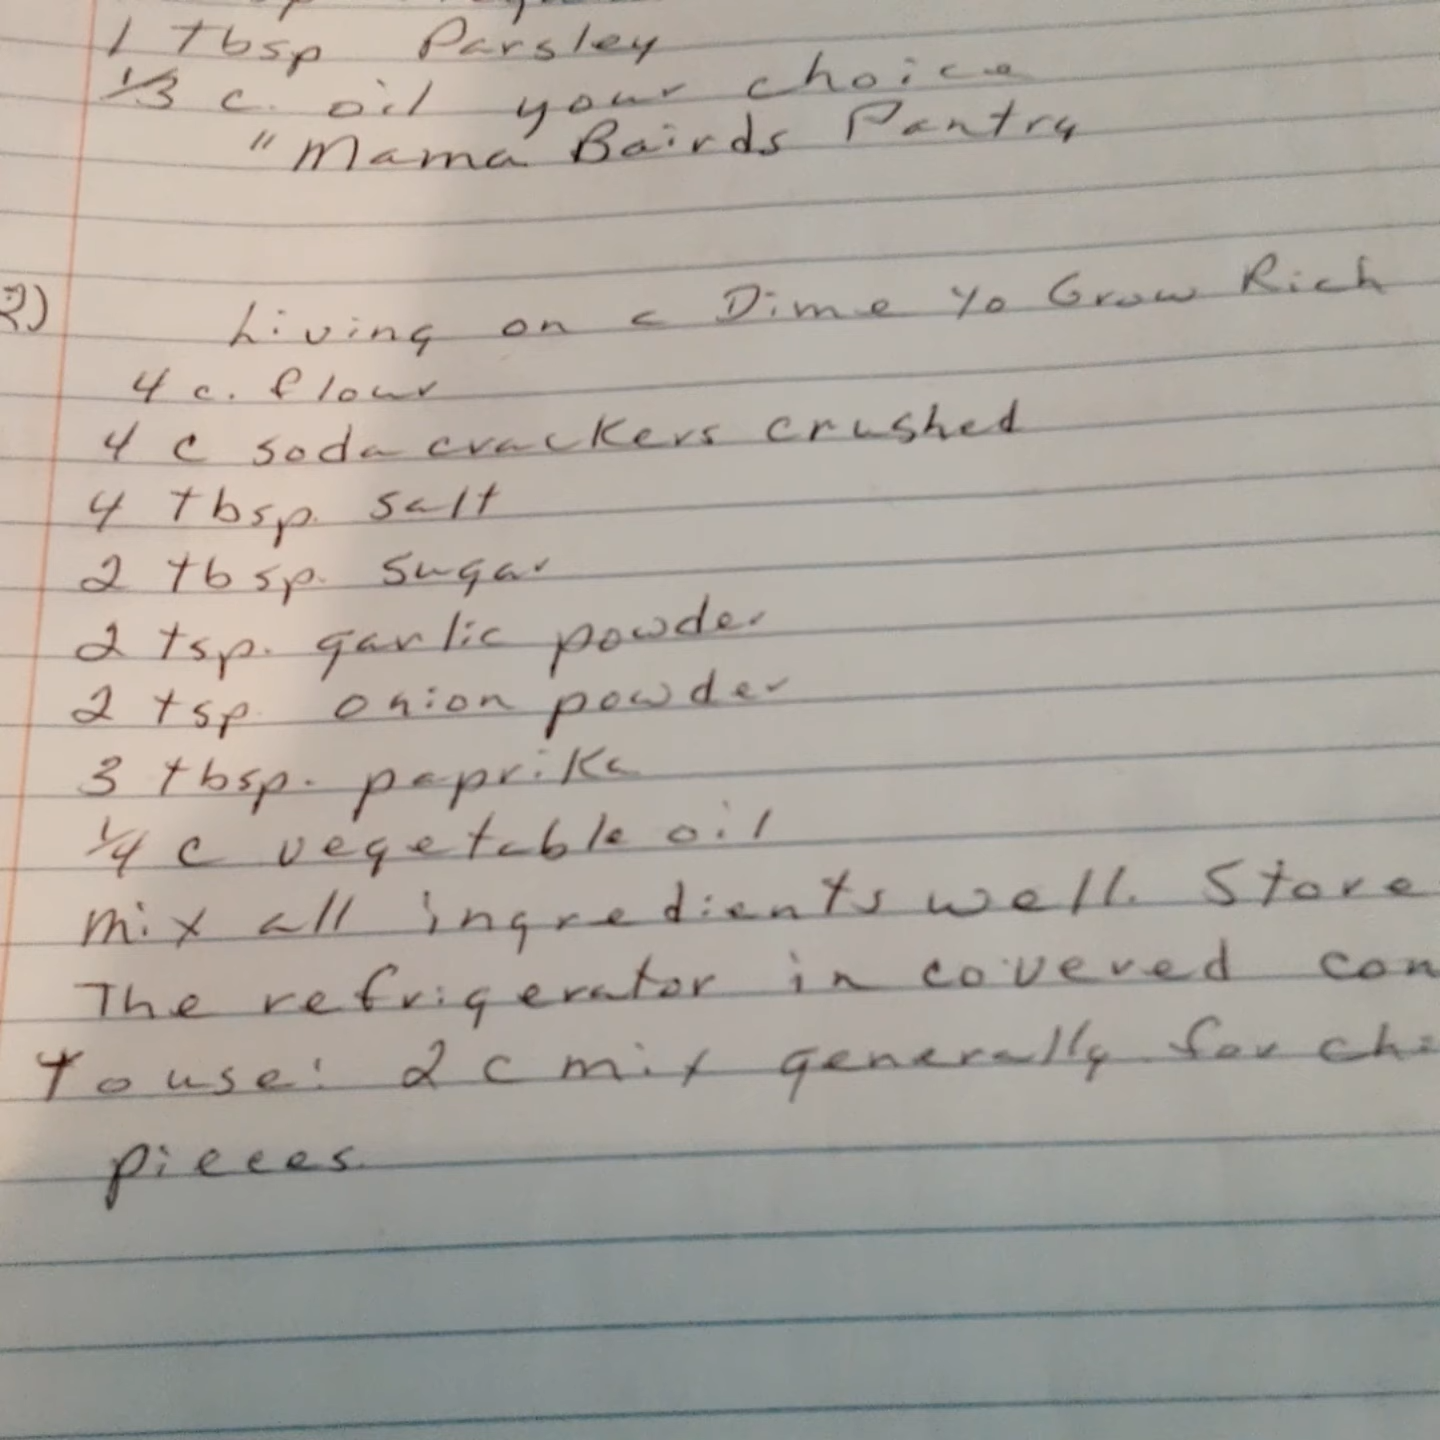 1 Tbsp Parsley
1/3 c. oil your choice
"Mama Bairds Pantry
2) Living on a Dime To Grow Rich
4 c. flour
4 c soda crackers crushed
4 Tbsp. salt
2 tbsp. sugar
2 tsp. garlic powder
2 tsp. onion powder
3 tbsp. paprika
1/4 c vegetable oil
Mix all ingredients well. Store
The refrigerator in covered con
To use: 2 c mix generally for
pieces